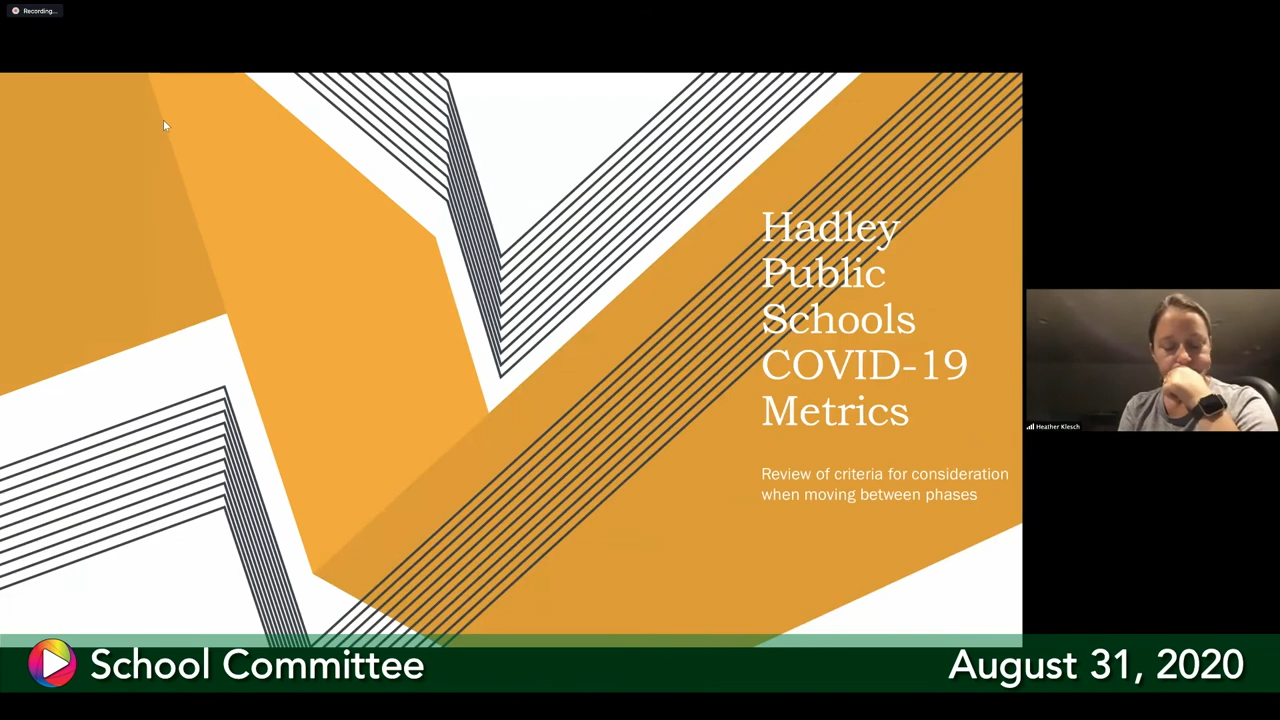 Recording...
Hadley
Public
Schools
COVID-19
Metrics
Review of criteria for consideration
when moving between phases
Heather Klesch
School Committee
August 31, 2020